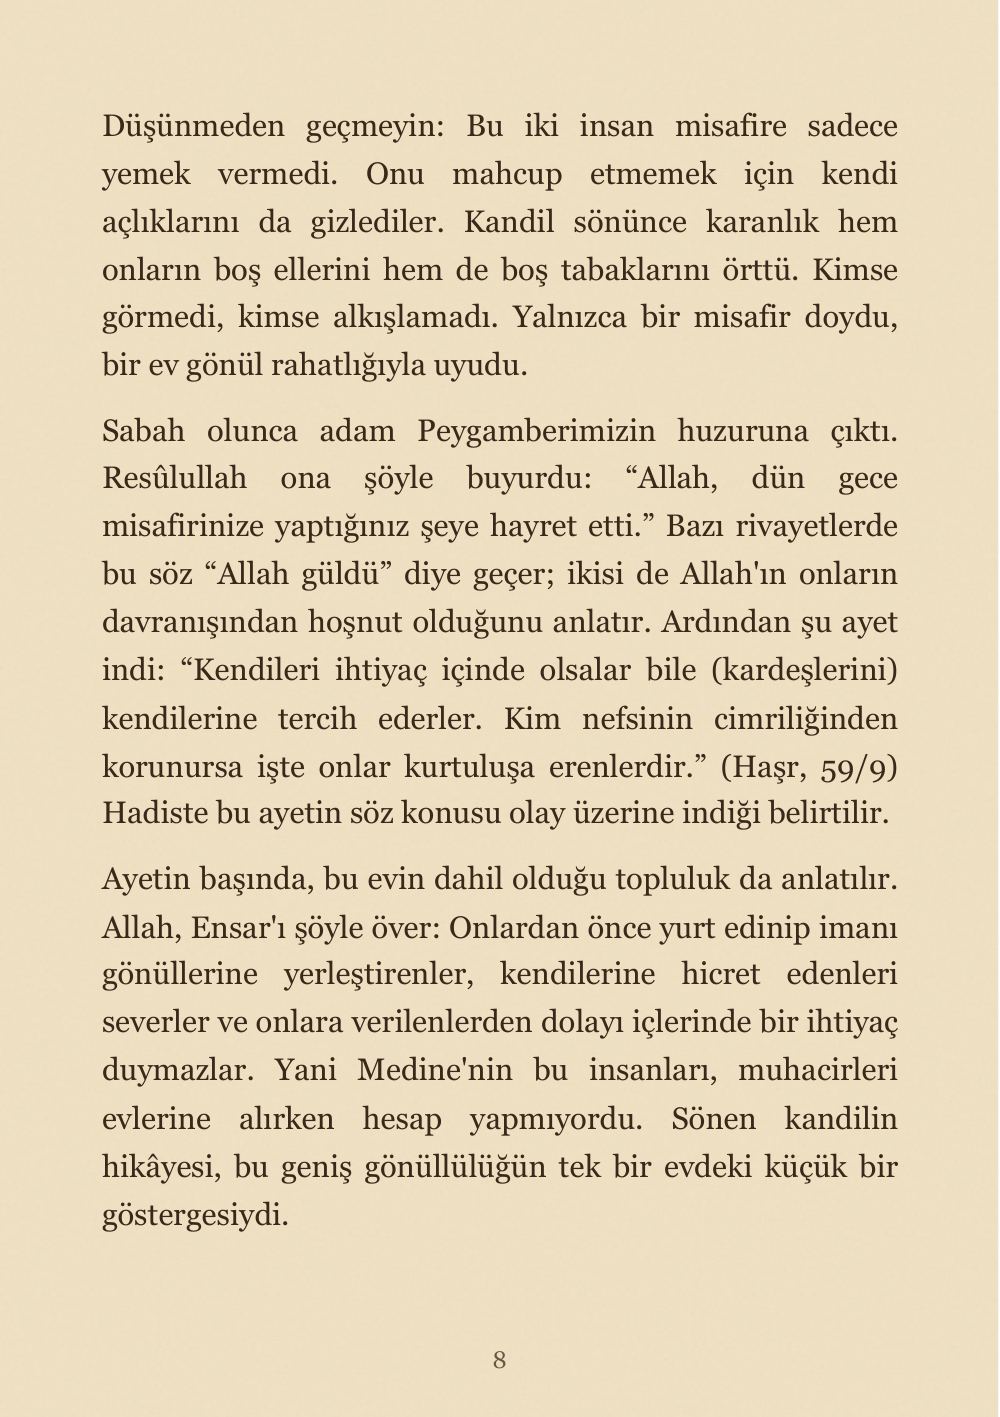 Düşünmeden geçmeyin: Bu iki insan misafire sadece
yemek vermedi. Onu mahcup etmemek için kendi
açlıklarını da gizlediler. Kandil sönünce karanlık hem
onların boş ellerini hem de boş tabaklarını örttü. Kimse
görmedi, kimse alkışlamadı. Yalnızca bir misafir doydu,
bir ev gönül rahatlığıyla uyudu.
Sabah olunca adam Peygamberimizin huzuruna çıktı.
Resûlullah ona şöyle buyurdu: “Allah, dün gece
misafirinize yaptığınız şeye hayret etti.” Bazı rivayetlerde
bu söz “Allah güldü” diye geçer; ikisi de Allah'ın onların
davranışından hoşnut olduğunu anlatır. Ardından şu ayet
indi: “Kendileri ihtiyaç içinde olsalar bile (kardeşlerini)
kendilerine tercih ederler. Kim nefsinin cimriliğinden
korunursa işte onlar kurtuluşa erenlerdir.” (Haşr, 59/9)
Hadiste bu ayetin söz konusu olay üzerine indiği belirtilir.
Ayetin başında, bu evin dahil olduğu topluluk da anlatılır.
Allah, Ensar'ı şöyle över: Onlardan önce yurt edinip imanı
gönüllerine yerleştirenler, kendilerine hicret edenleri
severler ve onlara verilenlerden dolayı içlerinde bir ihtiyaç
duymazlar. Yani Medine'nin bu insanları, muhacirleri
evlerine alırken hesap yapmıyordu. Sönen kandilin
hikâyesi, bu geniş gönüllülüğün tek bir evdeki küçük bir
göstergesiydi.
8